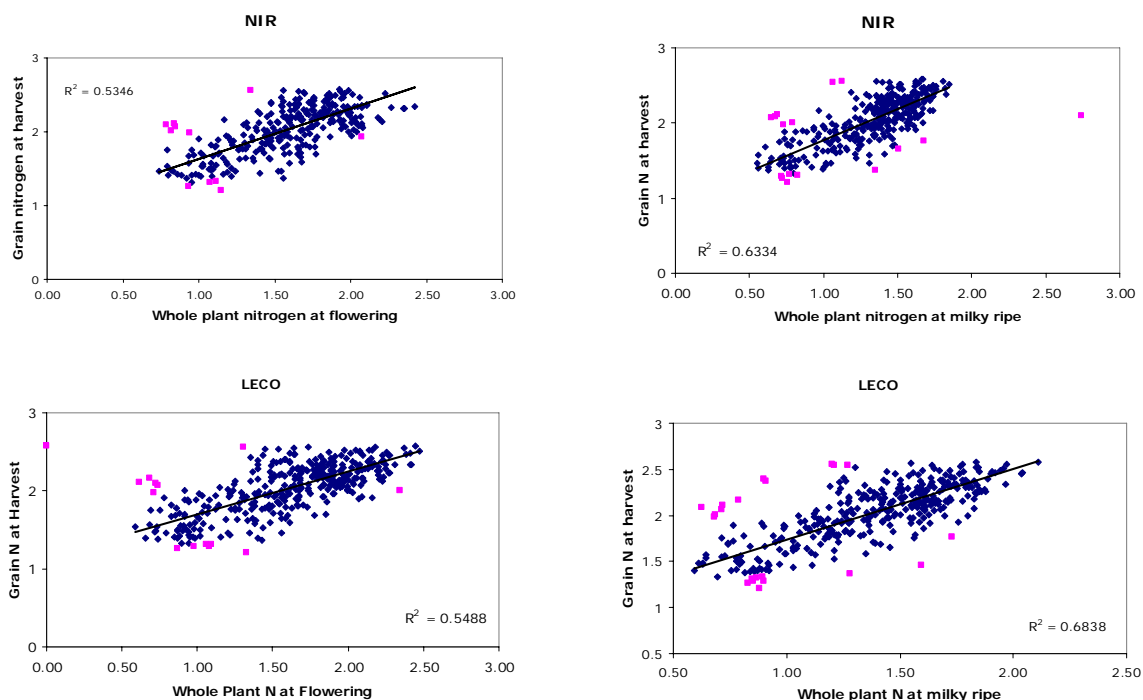 NIR
3
2
1
0
R² = 0.5346
Grain nitrogen at harvest
0.00 0.50 1.00 1.50 2.00 2.50 3.00
Whole plant nitrogen at flowering
NIR
3
2
1
0
R² = 0.6334
Grain N at harvest
0.00 0.50 1.00 1.50 2.00 2.50 3.00
Whole plant nitrogen at milky ripe
LECO
3
2
1
0
R² = 0.5488
Grain N at Harvest
0.00 0.50 1.00 1.50 2.00 2.50 3.00
Whole Plant N at Flowering
LECO
3.0
2.5
2.0
1.5
1.0
0.5
R² = 0.6838
Grain N at harvest
0.50 1.00 1.50 2.00 2.50
Whole plant N at milky ripe